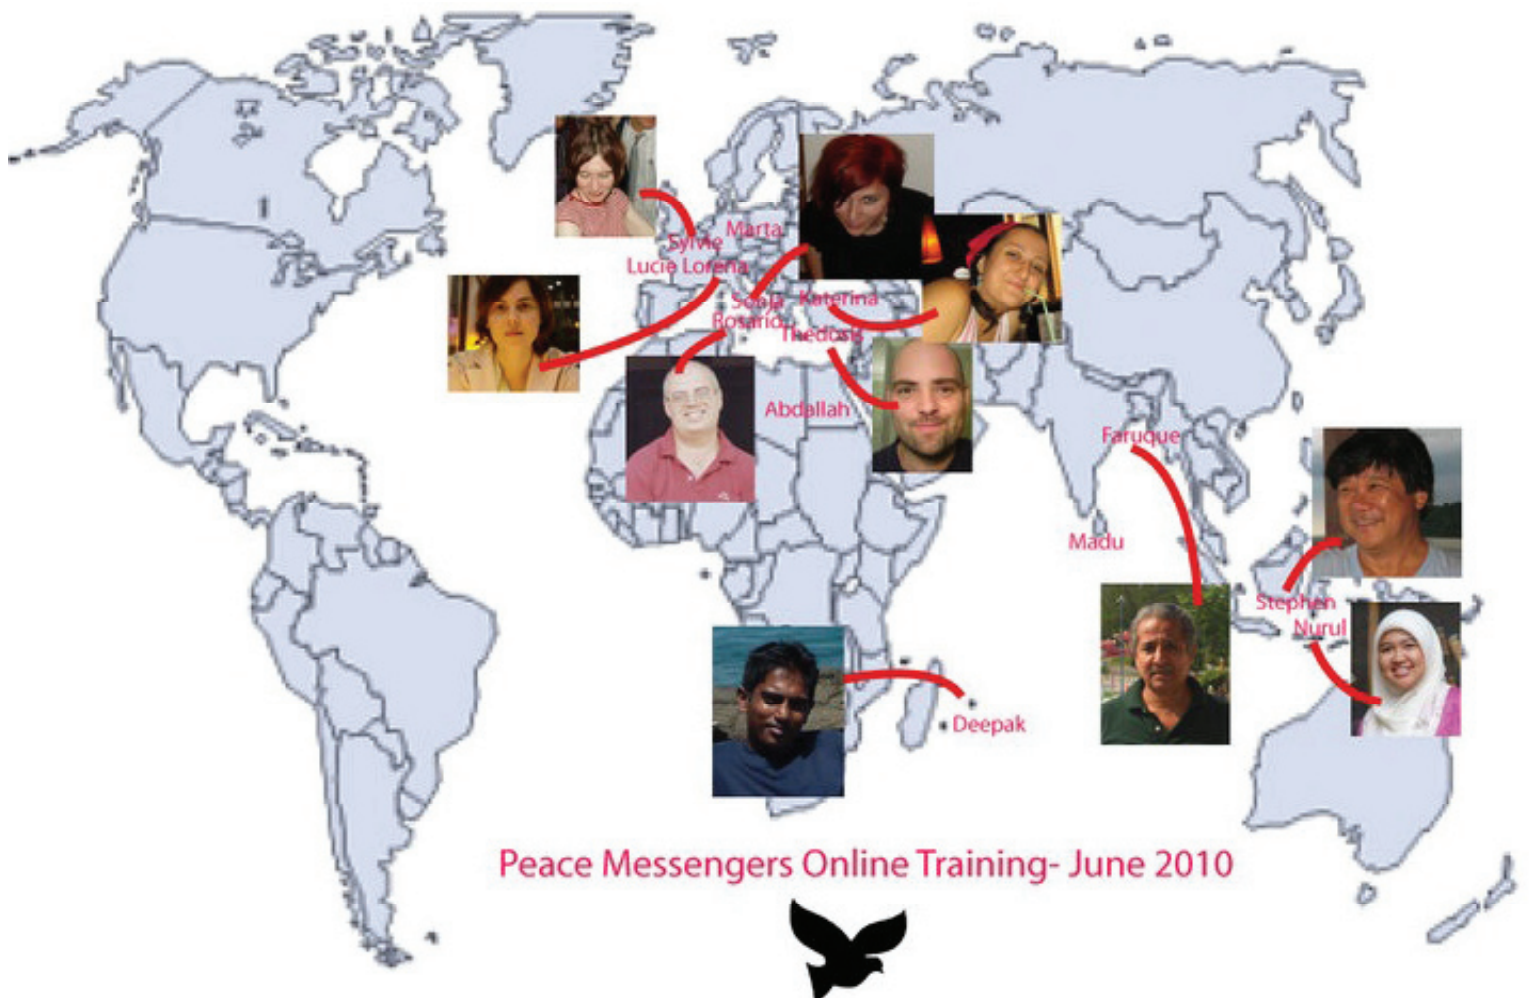 Marta
Sylvie
Lucie Lorena
Sonja
Katerina
Rosario
Thedoris
Abdallah
Faruque
Madu
Stephen
Nurul
Deepak
Peace Messengers Online Training- June 2010